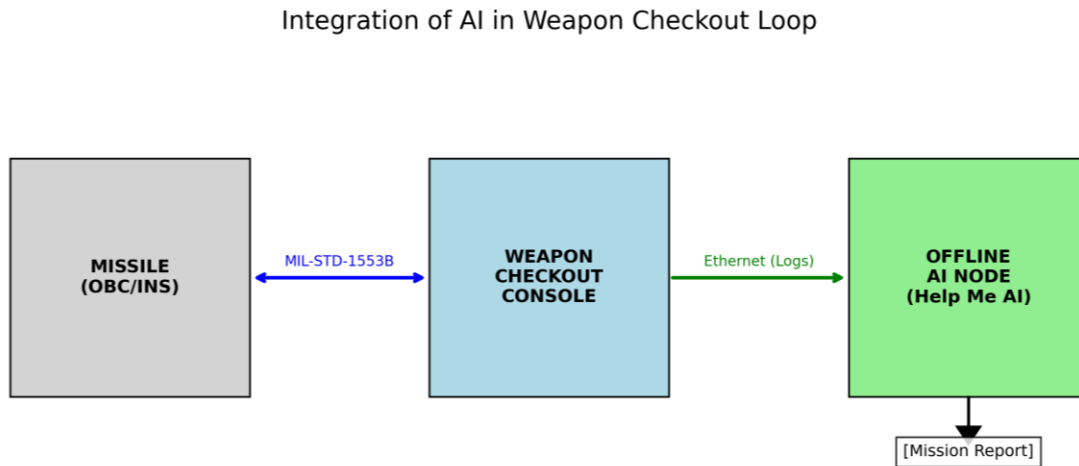 Integration of AI in Weapon Checkout Loop
MISSILE
(OBC/INS)
MIL-STD-1553B
WEAPON
CHECKOUT
CONSOLE
Ethernet (Logs)
OFFLINE
AI NODE
(Help Me AI)
[Mission Report]